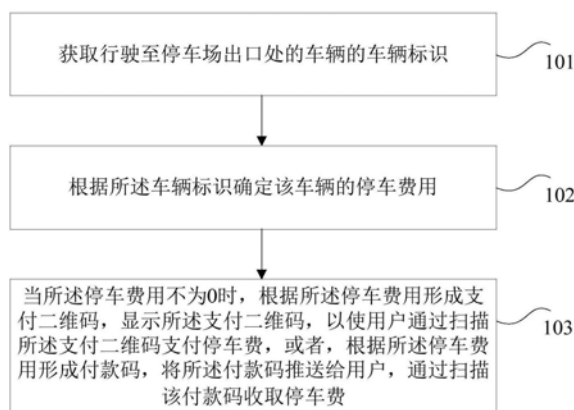 获取行驶至停车场出口处的车辆的车辆标识
101
根据所述车辆标识确定该车辆的停车费用
102
当所述停车费用不为0时，根据所述停车费用形成支
付二维码，显示所述支付二维码，以使用户通过扫描
所述支付二维码支付停车费，或者，根据所述停车费
用形成付款码，将所述付款码推送给用户，通过扫描
该付款码收取停车费
103